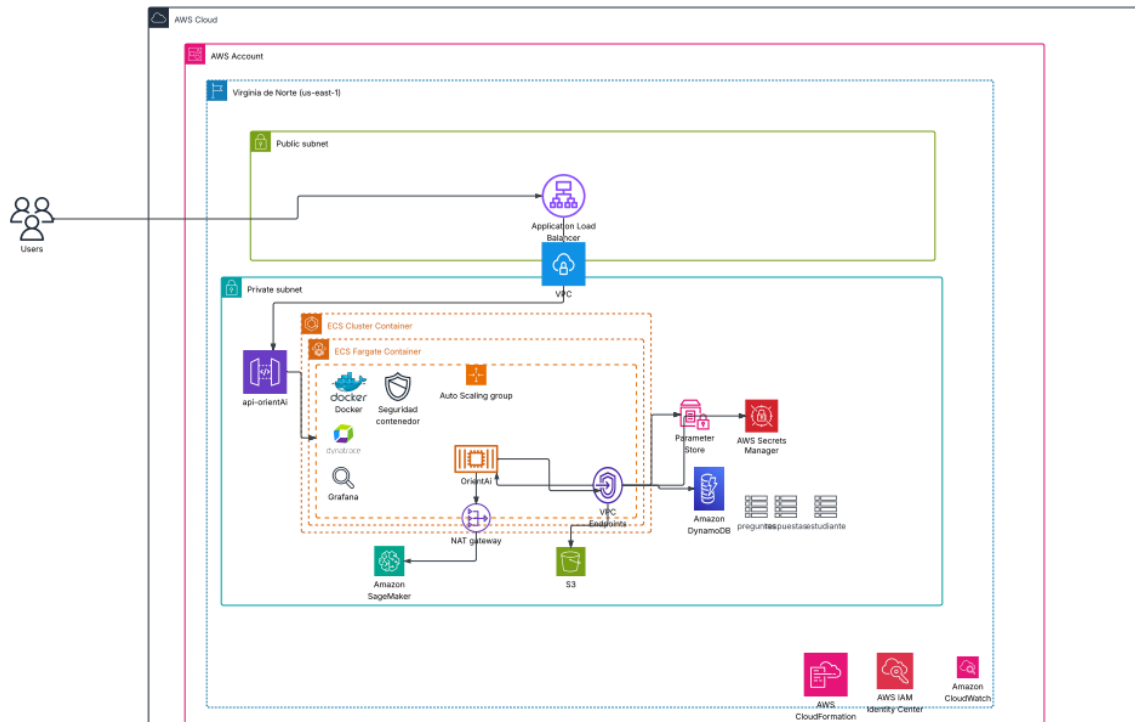 AWS Cloud
AWS Account
Virginia de Norte (us-east-1)
Public subnet
Application Load
Balancer
Users
VPC
Private subnet
ECS Cluster Container
ECS Fargate Container
api-orientAi
docker
Docker
Seguridad
contenedor
Auto Scaling group
dynatrace
Grafana
OrientAi
Parameter
Store
AWS Secrets
Manager
VPC
Endpoints
Amazon
DynamoDB
preguntas
respuestas
estudiante
NAT gateway
Amazon
SageMaker
S3
AWS
CloudFormation
AWS IAM
Identity Center
Amazon
CloudWatch